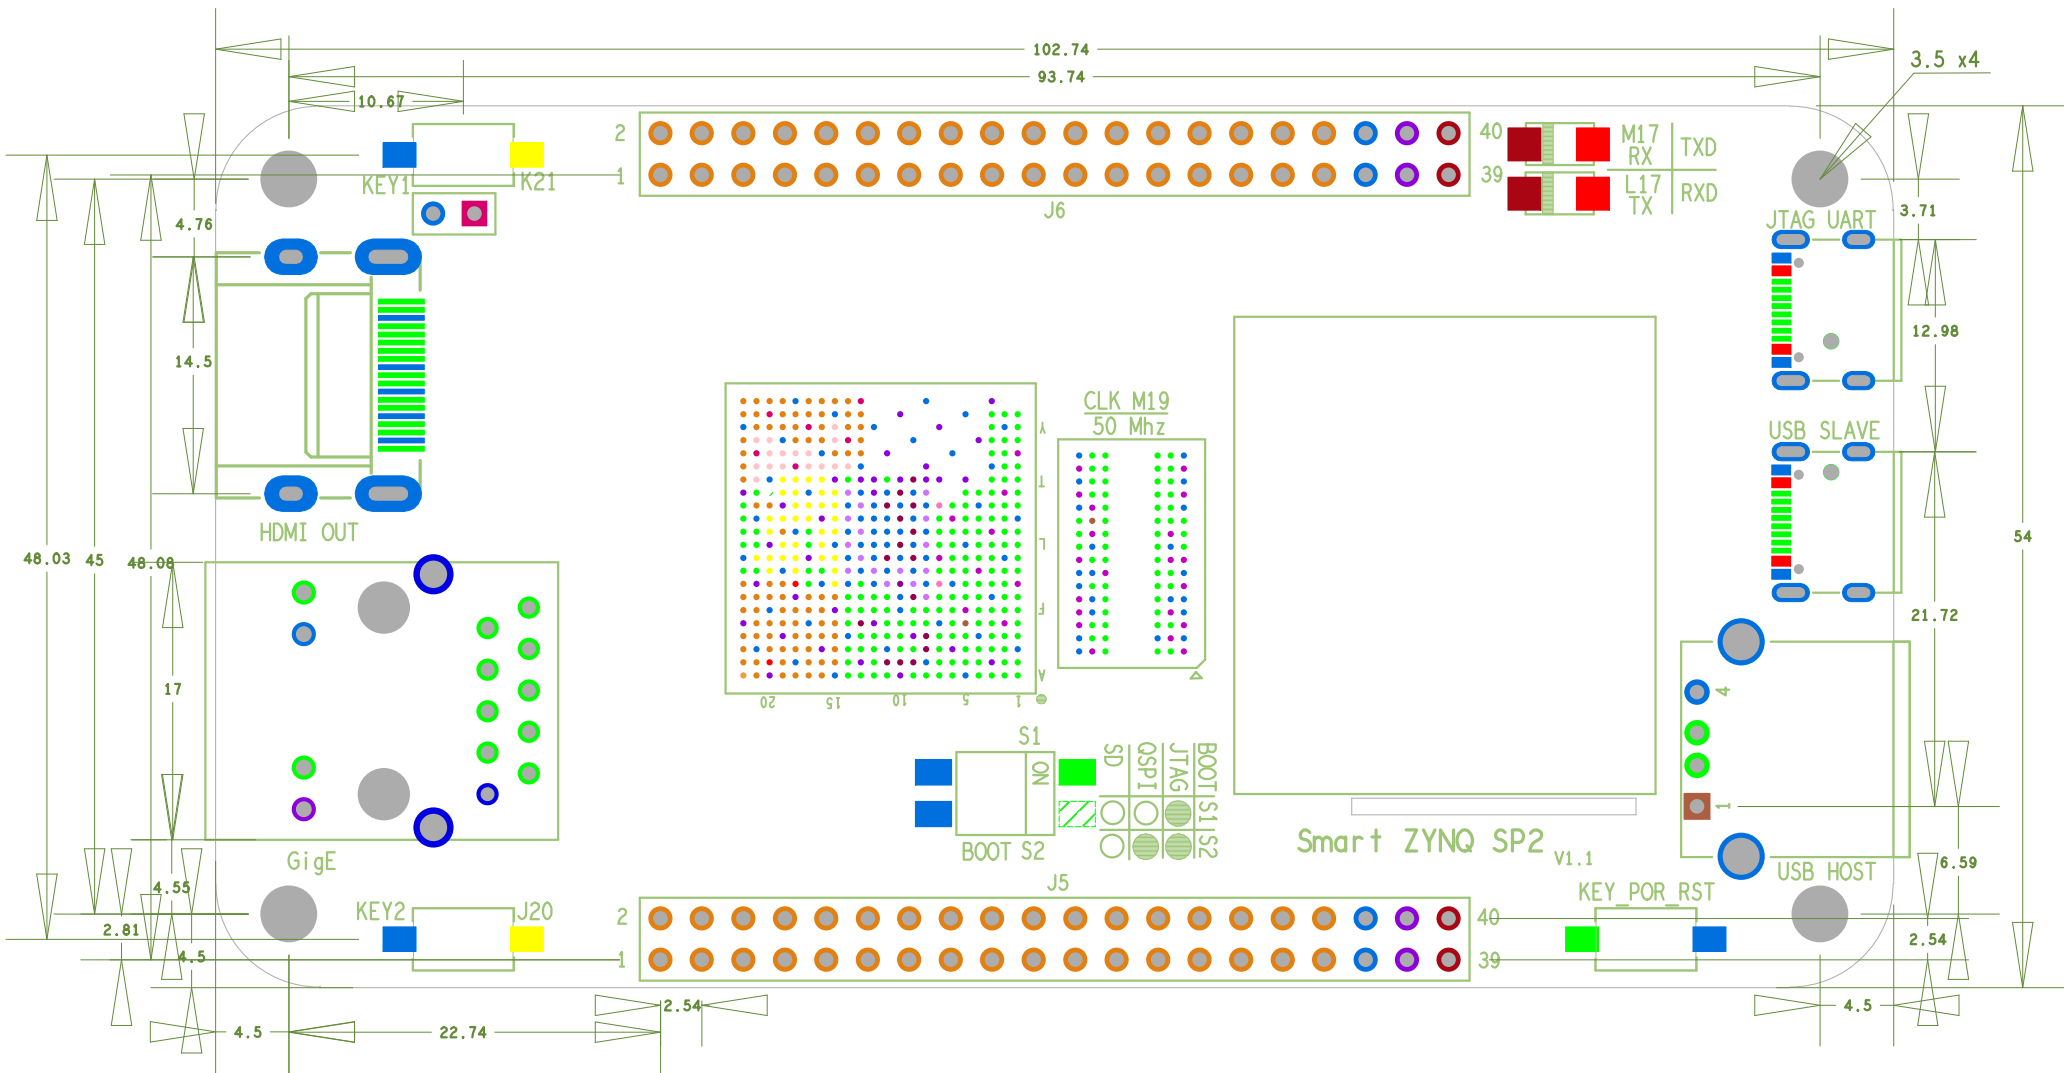 102.74
93.74
3.5 x4
10.67
2
40
M17
RX
TXD
1
39
KEY1
K21
L17
TX
RXD
J6
3.71
JTAG UART
4.76
12.98
14.5
CLK M19
50 Mhz
USB SLAVE
Y
T
HDMI OUT
L
48.03
45
48.08
54
F
21.72
17
A
20
15
10
5
1
4
S1
ON
SD
QSPI
JTAG
BOOT
S1
S2
1
BOOT S2
Smart ZYNQ SP2
V1.1
GigE
6.59
USB HOST
4.55
J5
KEY_POR_RST
KEY2
J20
2
40
2.81
2.54
4.5
1
39
2.54
4.5
22.74
4.5